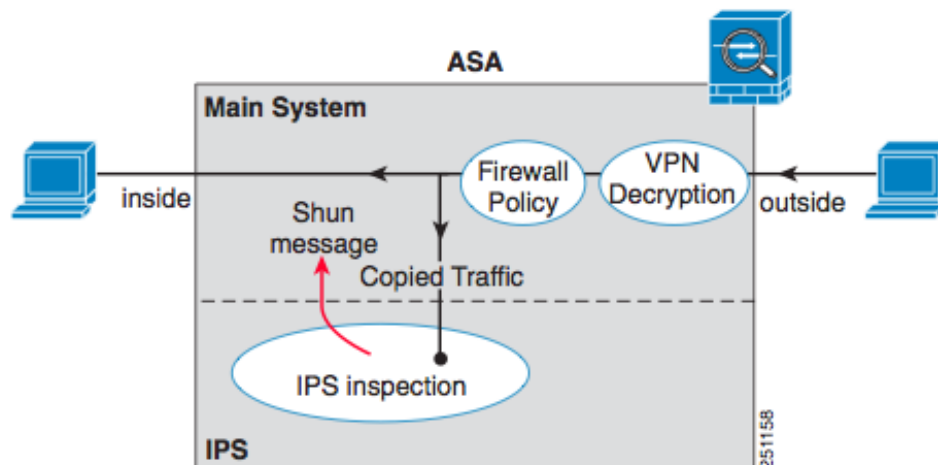 ASA
Main System
Firewall
Policy
VPN
Decryption
inside
outside
Shun
message
Copied Traffic
IPS inspection
IPS
251158